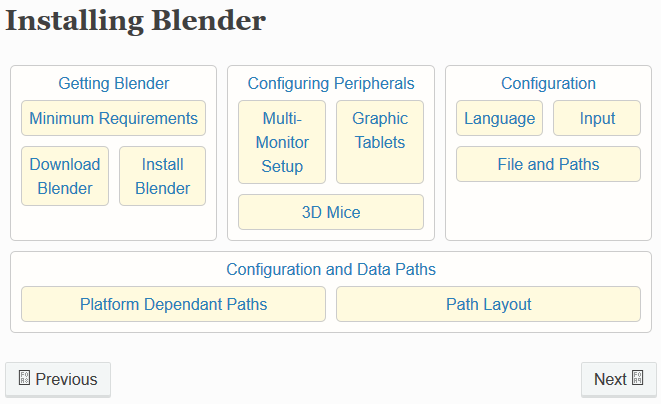 Installing Blender
Getting Blender
Minimum Requirements
Download
Blender
Install
Blender
Configuring Peripherals
Multi-
Monitor
Setup
Graphic
Tablets
3D Mice
Configuration
Language
Input
File and Paths
Configuration and Data Paths
Platform Dependant Paths
Path Layout
Previous
Next